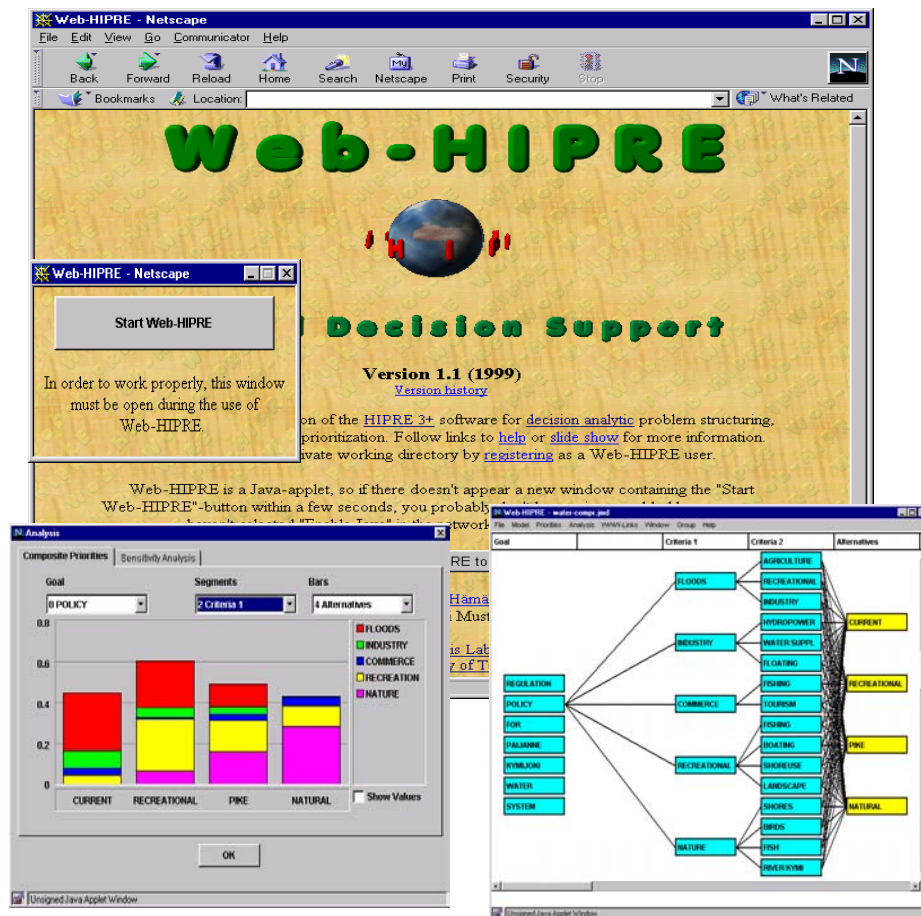 Web-HIPRE - Netscape
File Edit View Go Communicator Help
Back Forward Reload Home Search Netscape Print Security Stop
Bookmarks Location: What's Related
Web-HIPRE
H I P
Web-HIPRE - Netscape
Start Web-HIPRE
In order to work properly, this window
must be open during the use of
Web-HIPRE.
Decision Support
Version 1.1 (1999)
Version history
on of the HIPRE 3+ software for decision analytic problem structuring,
prioritization. Follow links to help or slide show for more information.
ivate working directory by registering as a Web-HIPRE user.
Web-HIPRE is a Java-applet, so if there doesn't appear a new window containing the "Start
Web-HIPRE"-button within a few seconds, you probably
RE to
Hämä
i Must
is Lab
y of T
Analysis
Composite Priorities Sensitivity Analysis
Goal Segments Bars
0 POLICY 2 Criteria 1 4 Alternatives
0.8
0.6
0.4
0.2
0
FLOODS
INDUSTRY
COMMERCE
RECREATION
NATURE
CURRENT RECREATIONAL PIKE NATURAL
Show Values
OK
Unsigned Java Applet Window
Web-HIPRE - water-compr.jmd
File Model Priorities Analysis WWW-Links Window Group Help
Goal Criteria 1 Criteria 2 Alternatives
REGULATION
POLICY
FOR
PAIJANNE
KYMIJOKI
WATER
SYSTEM
FLOODS
INDUSTRY
COMMERCE
RECREATIONAL
NATURE
AGRICULTURE
RECREATIONAL
INDUSTRY
HYDROPOWER
WATER SUPPL
FLOATING
FISHING
TOURISM
FISHING
BOATING
SHOREUSE
LANDSCAPE
SHORES
BIRDS
FISH
RIVER KYMI
CURRENT
RECREATIONAL
PIKE
NATURAL
Unsigned Java Applet Window